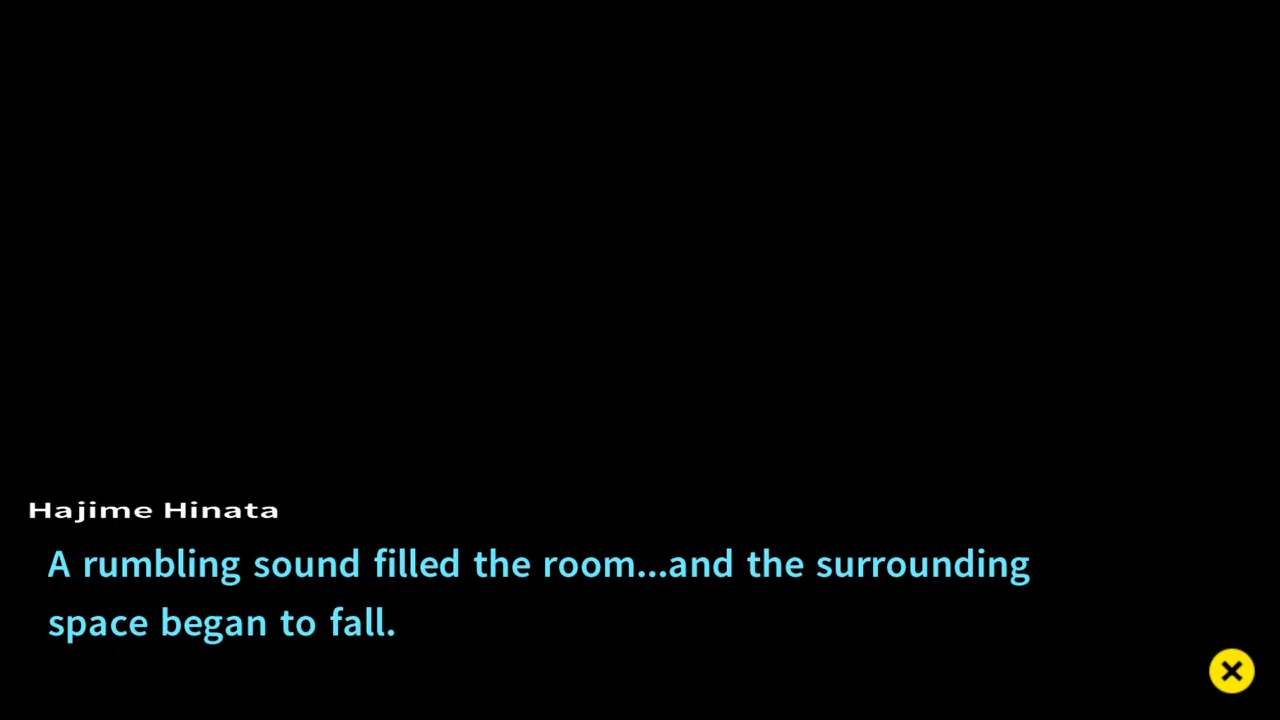 Hajime Hinata
A rumbling sound filled the room...and the surrounding
space began to fall.